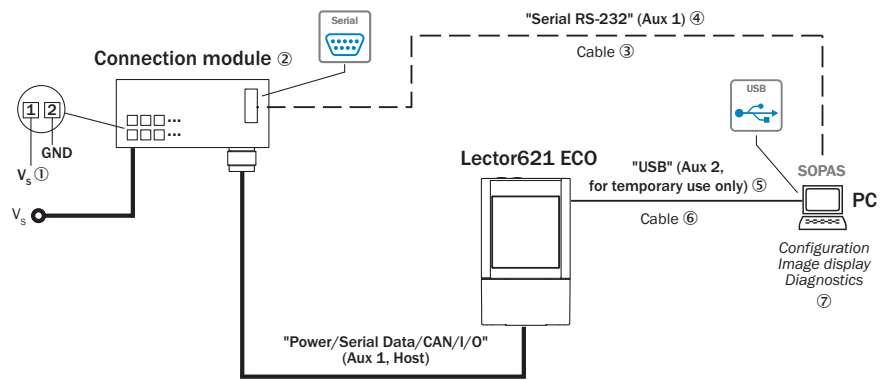 Serial
"Serial RS-232" (Aux 1) ④
Connection module ②
Cable ③
1 2 ...
...
GND
Vs ①
Vs
USB
Lector621 ECO
"USB" (Aux 2,
for temporary use only) ⑤
Cable ⑥
SOPAS
PC
Configuration
Image display
Diagnostics
⑦
"Power/Serial Data/CAN/I/O"
(Aux 1, Host)